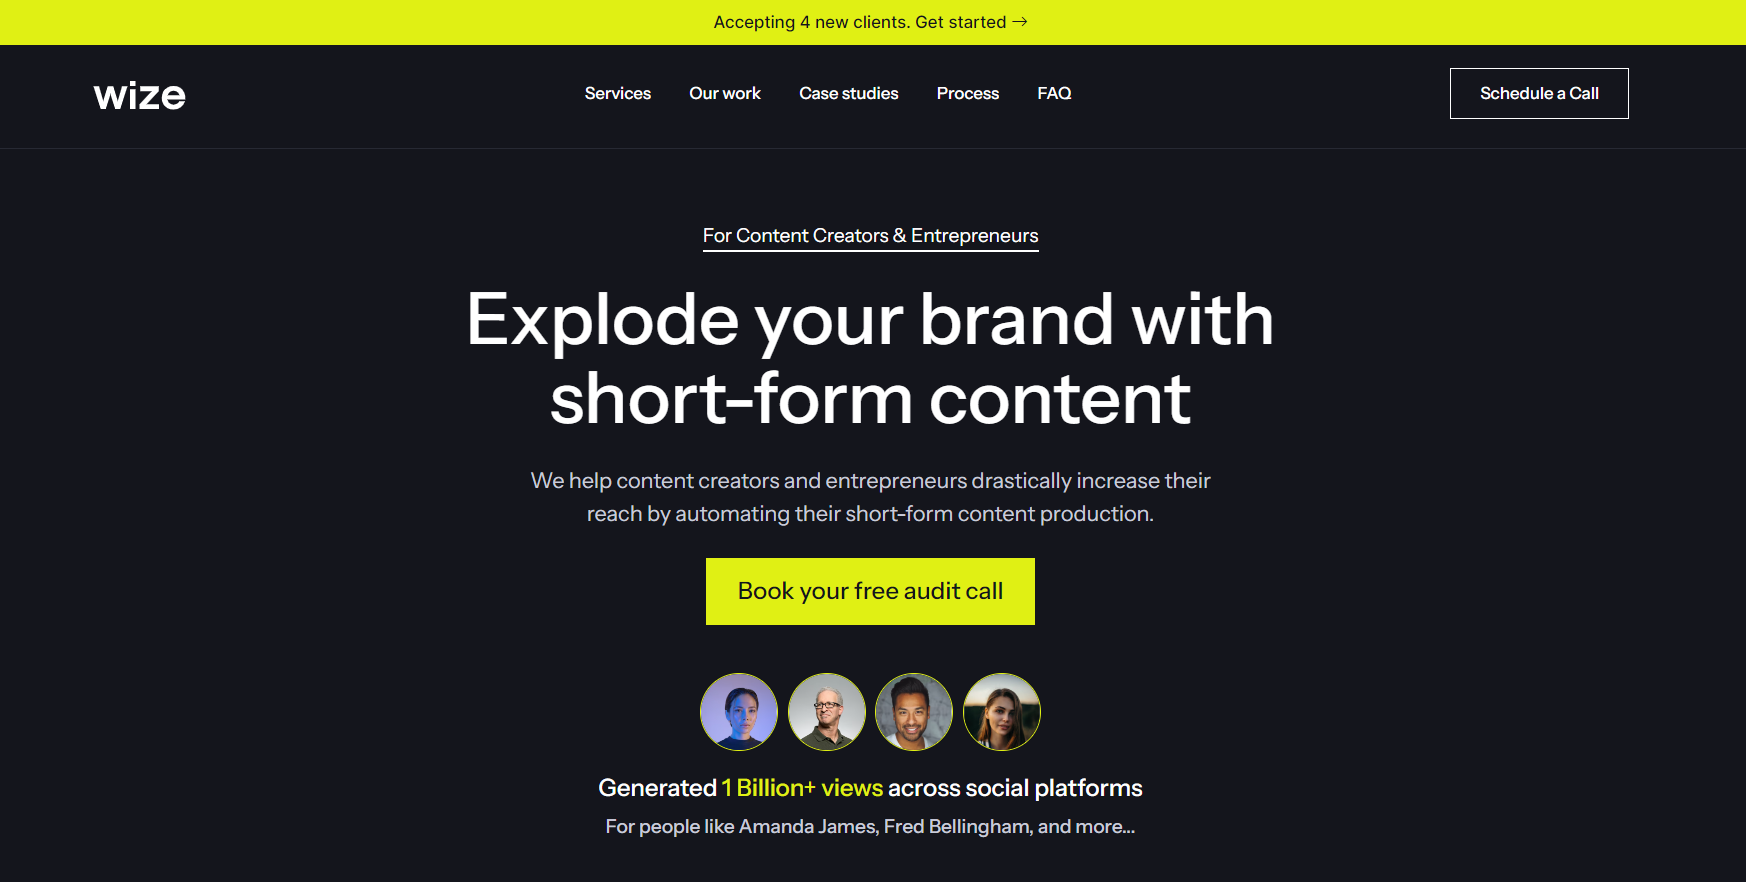 Accepting 4 new clients. Get started →
wize
Services
Our work
Case studies
Process
FAQ
Schedule a Call
For Content Creators & Entrepreneurs
Explode your brand with
short-form content
We help content creators and entrepreneurs drastically increase their
reach by automating their short-form content production.
Book your free audit call
Generated 1 Billion+ views across social platforms
For people like Amanda James, Fred Bellingham, and more...